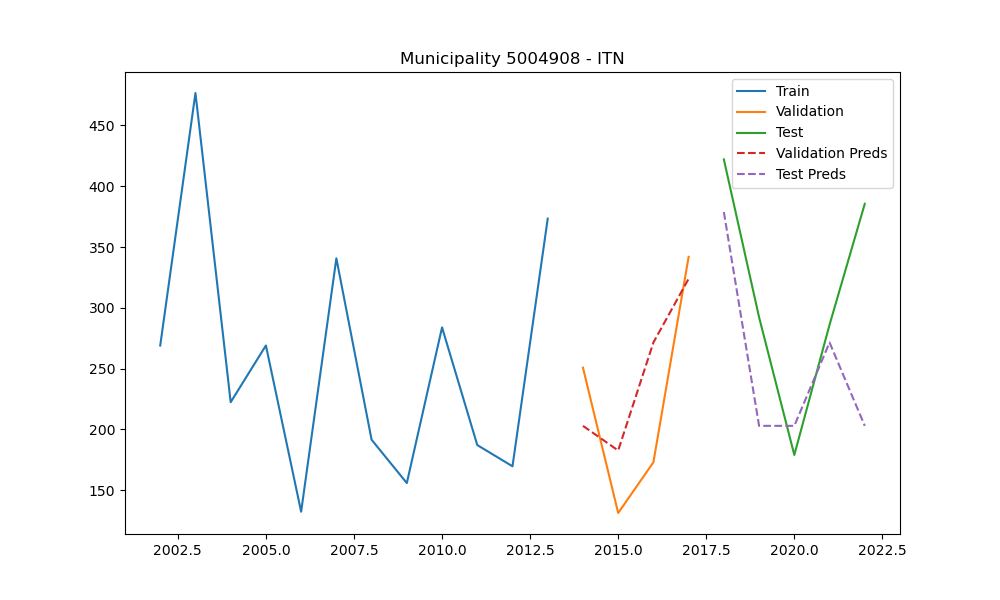 Municipality 5004908 - ITN
Train
Validation
Test
Validation Preds
Test Preds
450
400
350
300
250
200
150
2002.5 2005.0 2007.5 2010.0 2012.5 2015.0 2017.5 2020.0 2022.5